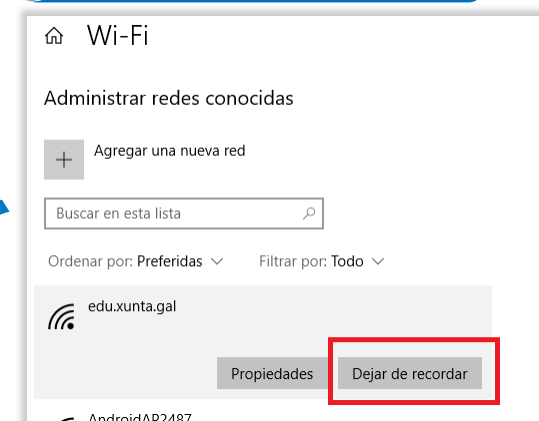 Wi-Fi
Administrar redes conocidas
Agregar una nueva red
Buscar en esta lista
Ordenar por: Preferidas Filtrar por: Todo
edu.xunta.gal
Propiedades Dejar de recordar
AndroidAP2487